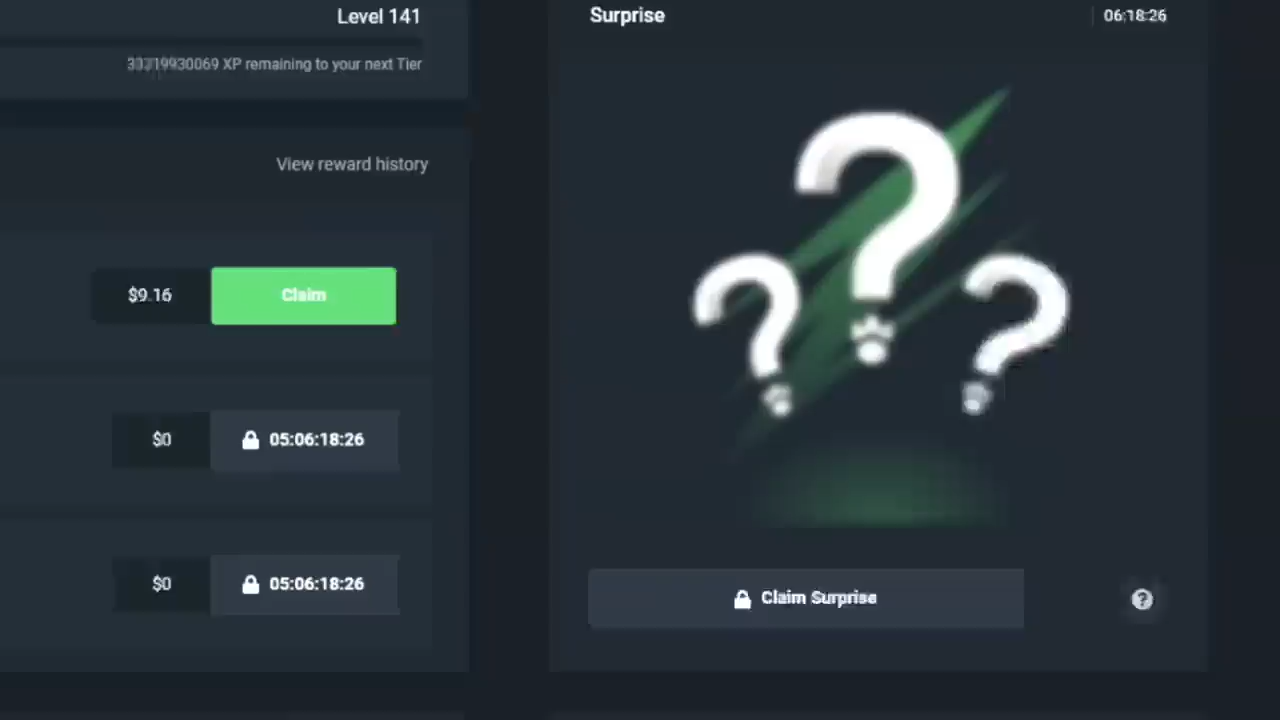 Level 141
XP remaining to your next Tier
View reward history
$9.16 Claim
$0 05:06:18:26
$0 05:06:18:26
Surprise 06:18:26
? ? ?
Claim Surprise
?